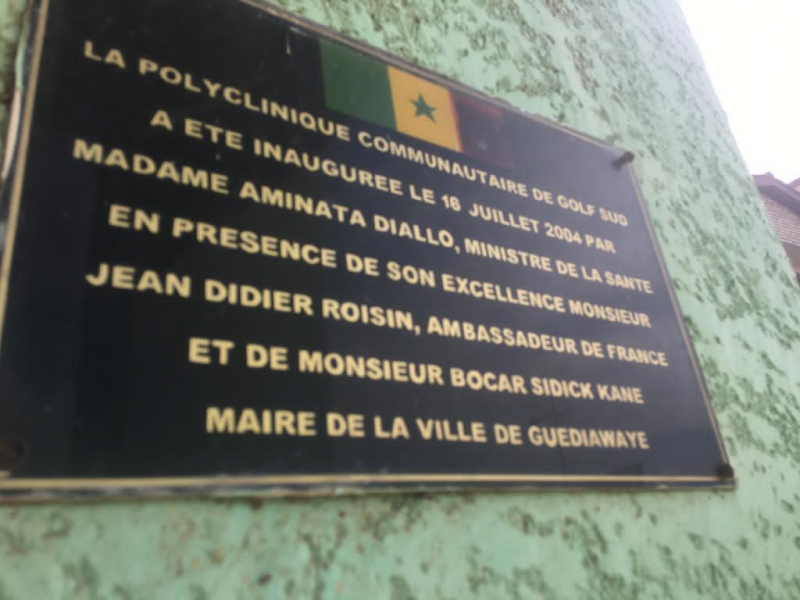 LA POLYCLINIQUE COMMUNAUTAIRE DE GOLF SUD
A ETE INAUGUREE LE 16 JUILLET 2004 PAR
MADAME AMINATA DIALLO, MINISTRE DE LA SANTE
EN PRESENCE DE SON EXCELLENCE MONSIEUR
JEAN DIDIER ROISIN, AMBASSADEUR DE FRANCE
ET DE MONSIEUR BOCAR SIDICK KANE
MAIRE DE LA VILLE DE GUEDIAWAYE